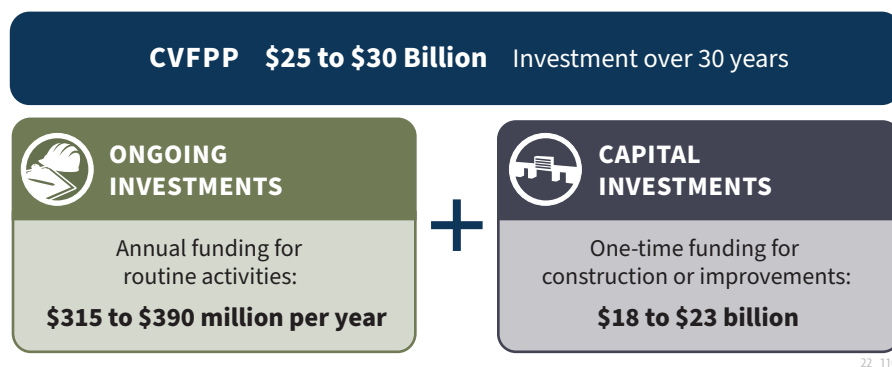 CVFPP $25 to $30 Billion Investment over 30 years
ONGOING
INVESTMENTS
Annual funding for
routine activities:
$315 to $390 million per year
+
CAPITAL
INVESTMENTS
One-time funding for
construction or improvements:
$18 to $23 billion
22 11